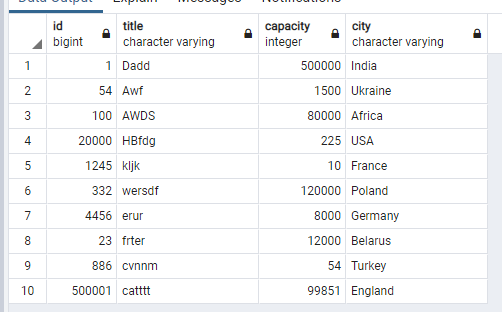 Data Output Explain Messages Notifications
id title capacity city
bigint character varying integer character varying
1 1 Dadd 500000 India
2 54 Awf 1500 Ukraine
3 100 AWDS 80000 Africa
4 20000 HBfdg 225 USA
5 1245 kljk 10 France
6 332 wersdf 120000 Poland
7 4456 erur 8000 Germany
8 23 frter 12000 Belarus
9 886 cvnnm 54 Turkey
10 500001 catttt 99851 England